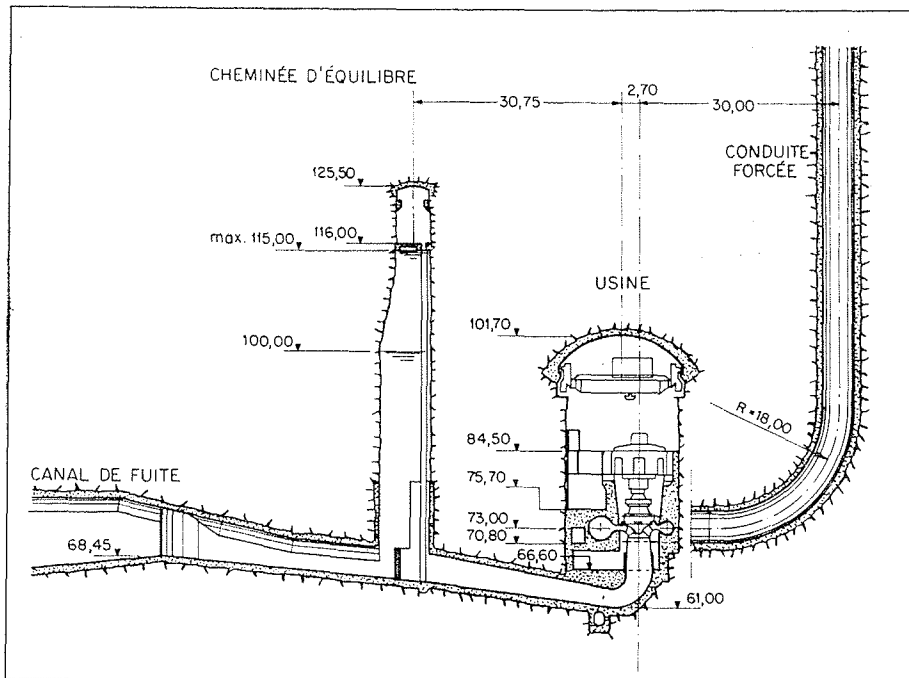 CHEMINÉE D'ÉQUILIBRE
30,75
2,70
30,00
CONDUITE
FORCÉE
125,50
max. 115,00
116,00
USINE
101,70
100,00
R = 18,00
84,50
CANAL DE FUITE
75,70
73,00
70,80
68,45
66,60
61,00